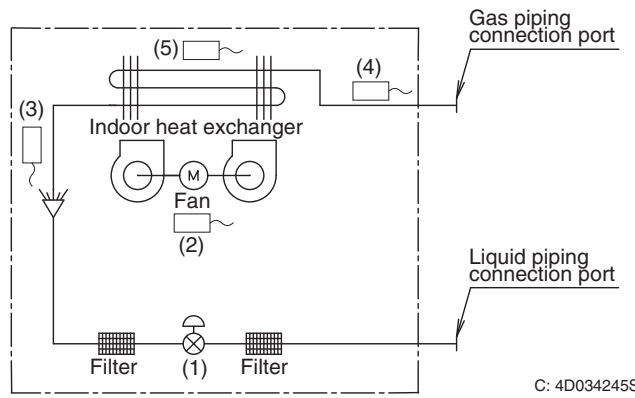 Gas piping
connection port
(5)
(4)
(3)
Indoor heat exchanger
M
Fan
(2)
Liquid piping
connection port
Filter
(1)
Filter
C: 4D034245S